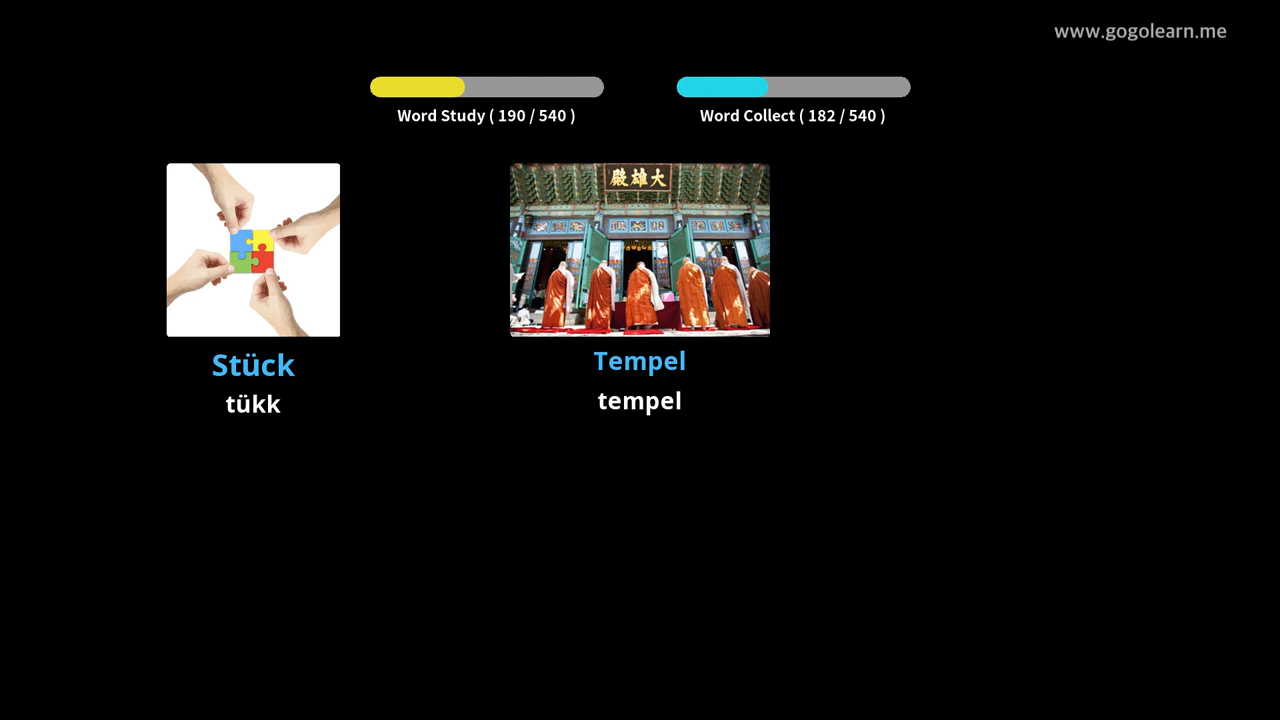 www.gogolearn.me
Word Study ( 190 / 540 )
Word Collect ( 182 / 540 )
殿雄大
Stück
tükk
Tempel
tempel